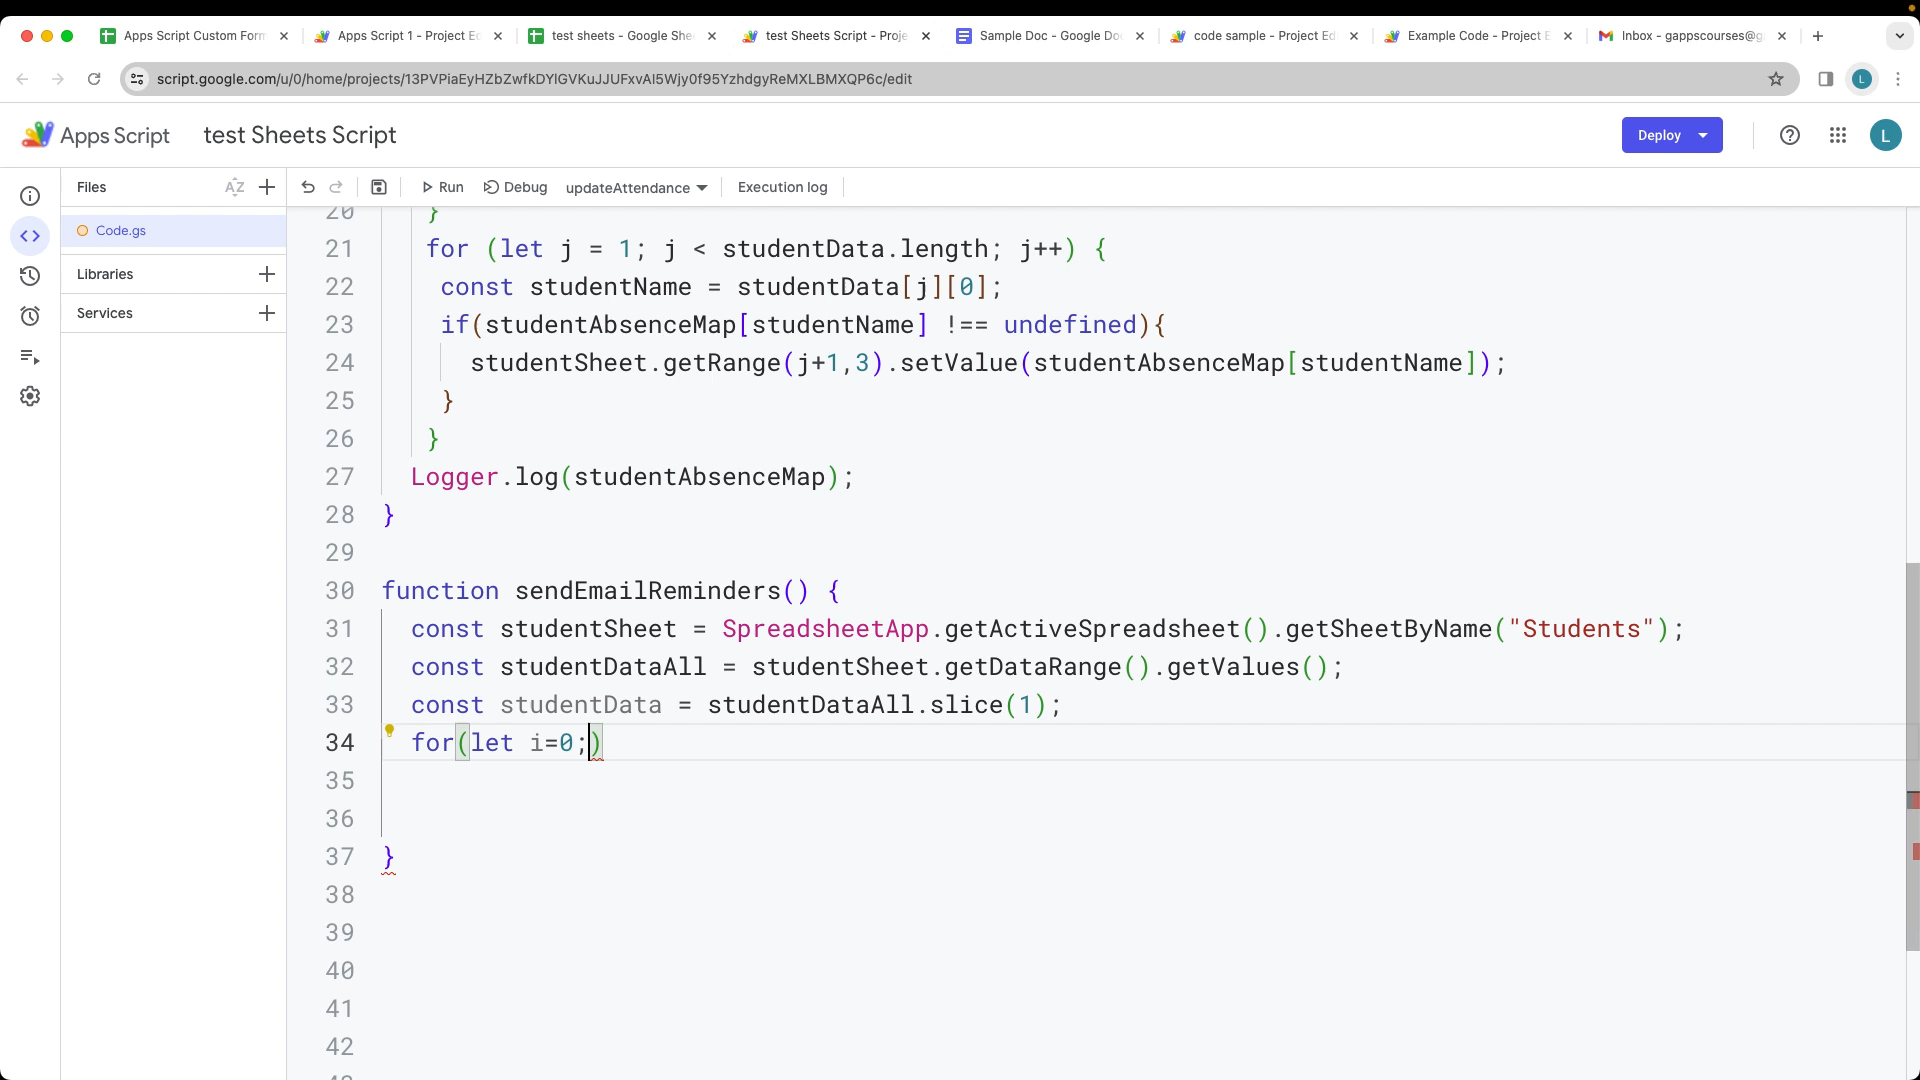 Apps Script Custom Form
Apps Script 1 - Project Ed
test sheets - Google She
test Sheets Script - Proje
Sample Doc - Google Do
code sample - Project Ed
Example Code - Project E
Inbox - gappscourses@g
script.google.com/u/0/home/projects/13PVPiaEyHZbZwfkDYlGVKuJJUFxvAl5Wjy0f95YzhdgyReMXLBMXQP6c/edit
L
Apps Script
test Sheets Script
Deploy
L
Files
AZ
Run
Debug
updateAttendance
Execution log
Code.gs
Libraries
Services
20 }
21 for (let j = 1; j < studentData.length; j++) {
22 const studentName = studentData[j][0];
23 if(studentAbsenceMap[studentName] !== undefined){
24 studentSheet.getRange(j+1,3).setValue(studentAbsenceMap[studentName]);
25 }
26 }
27 Logger.log(studentAbsenceMap);
28 }
29
30 function sendEmailReminders() {
31 const studentSheet = SpreadsheetApp.getActiveSpreadsheet().getSheetByName("Students");
32 const studentDataAll = studentSheet.getDataRange().getValues();
33 const studentData = studentDataAll.slice(1);
34 for(let i=0;)
35
36
37 }
38
39
40
41
42